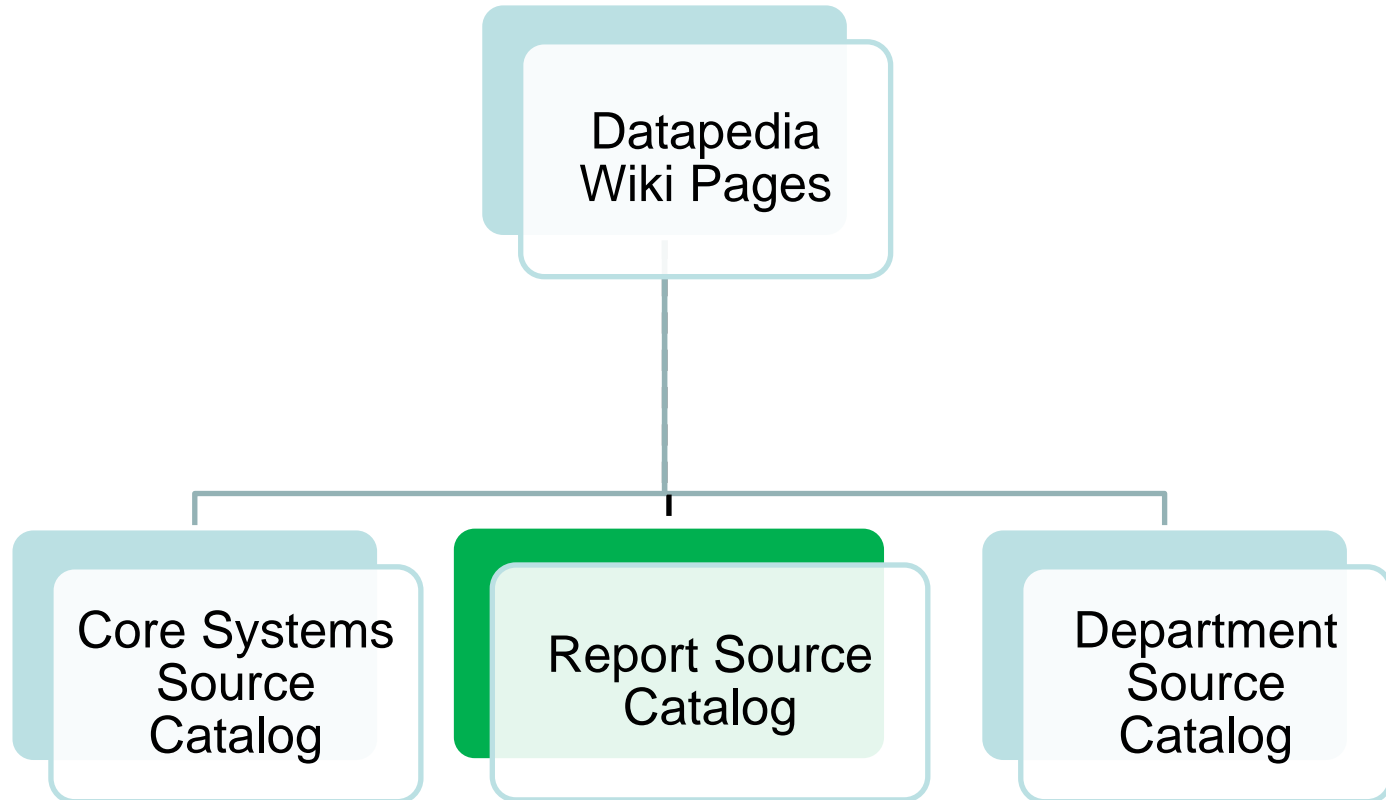 Datapedia
Wiki Pages
Core Systems
Source
Catalog
Report Source
Catalog
Department
Source
Catalog